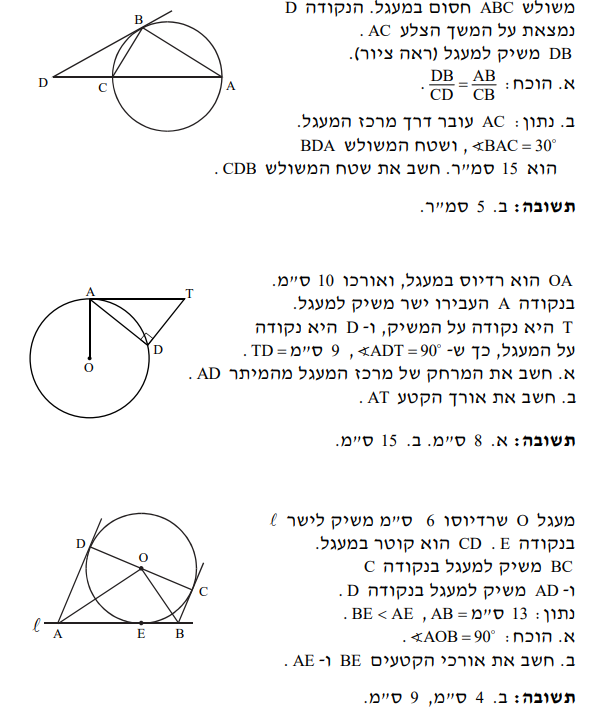 משולש ABC חסום במעגל. הנקודה D
נמצאת על המשך הצלע AC .
DB משיק למעגל (ראה ציור).
א. הוכח: DB/CD = AB/CB .
ב. נתון: AC עובר דרך מרכז המעגל.
∢BAC = 30° , ושטח המשולש BDA
הוא 15 סמ״ר. חשב את שטח המשולש CDB .
תשובה: ב. 5 סמ״ר.
B
D
C
A
OA הוא רדיוס במעגל, ואורכו 10 ס״מ.
בנקודה A העבירו ישר משיק למעגל.
T היא נקודה על המשיק, ו- D היא נקודה
על המעגל, כך ש- ∢ADT = 90° , 9 ס״מ = TD .
א. חשב את המרחק של מרכז המעגל מהמיתר AD .
ב. חשב את אורך הקטע AT .
תשובה: א. 8 ס״מ. ב. 15 ס״מ.
A
T
D
O
מעגל O שרדיוסו 6 ס״מ משיק לישר ℓ
בנקודה E . CD הוא קוטר במעגל.
BC משיק למעגל בנקודה C
ו- AD משיק למעגל בנקודה D .
נתון: 13 ס״מ = AB , BE < AE .
א. הוכח: ∢AOB = 90° .
ב. חשב את אורכי הקטעים BE ו- AE .
תשובה: ב. 4 ס״מ, 9 ס״מ.
D
O
C
ℓ
A
E
B